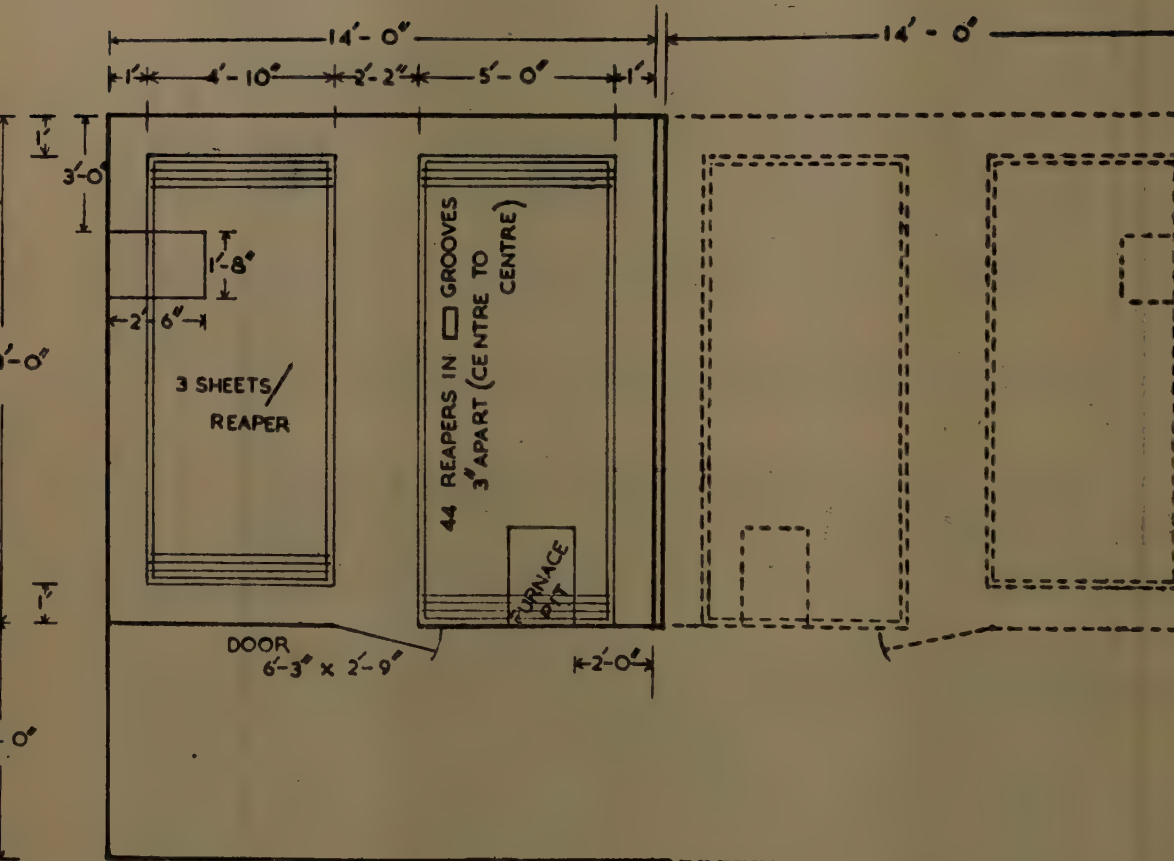 14'-0" 14'-0"
1' 4'-10" 2'-2" 5'-0" 1'
1'
3'-0"
1'-8"
2'-6"
'-0"
3 SHEETS/
REAPER
44 REAPERS IN ▭ GROOVES
3" APART (CENTRE TO
CENTRE)
FURNACE
PIT
1'
DOOR
6'-3" x 2'-9"
2'-0"
0"